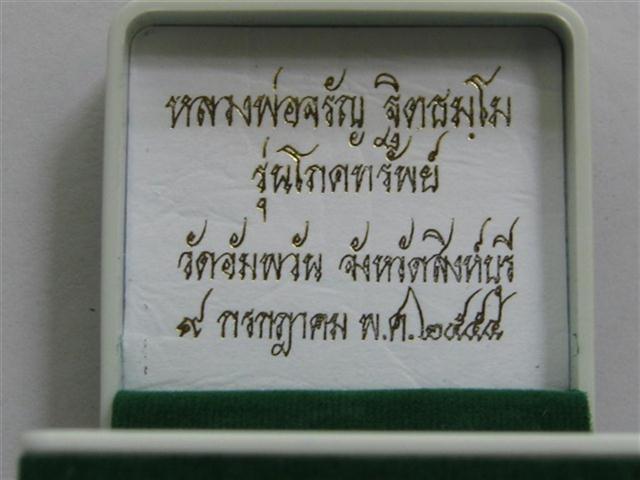 หลวงพ่อจรัญ ฐิตธมฺโม
รุ่นโภคทรัพย์
วัดอัมพวัน จังหวัดสิงห์บุรี
๙ กรกฎาคม พ.ศ.๒๕๕๕